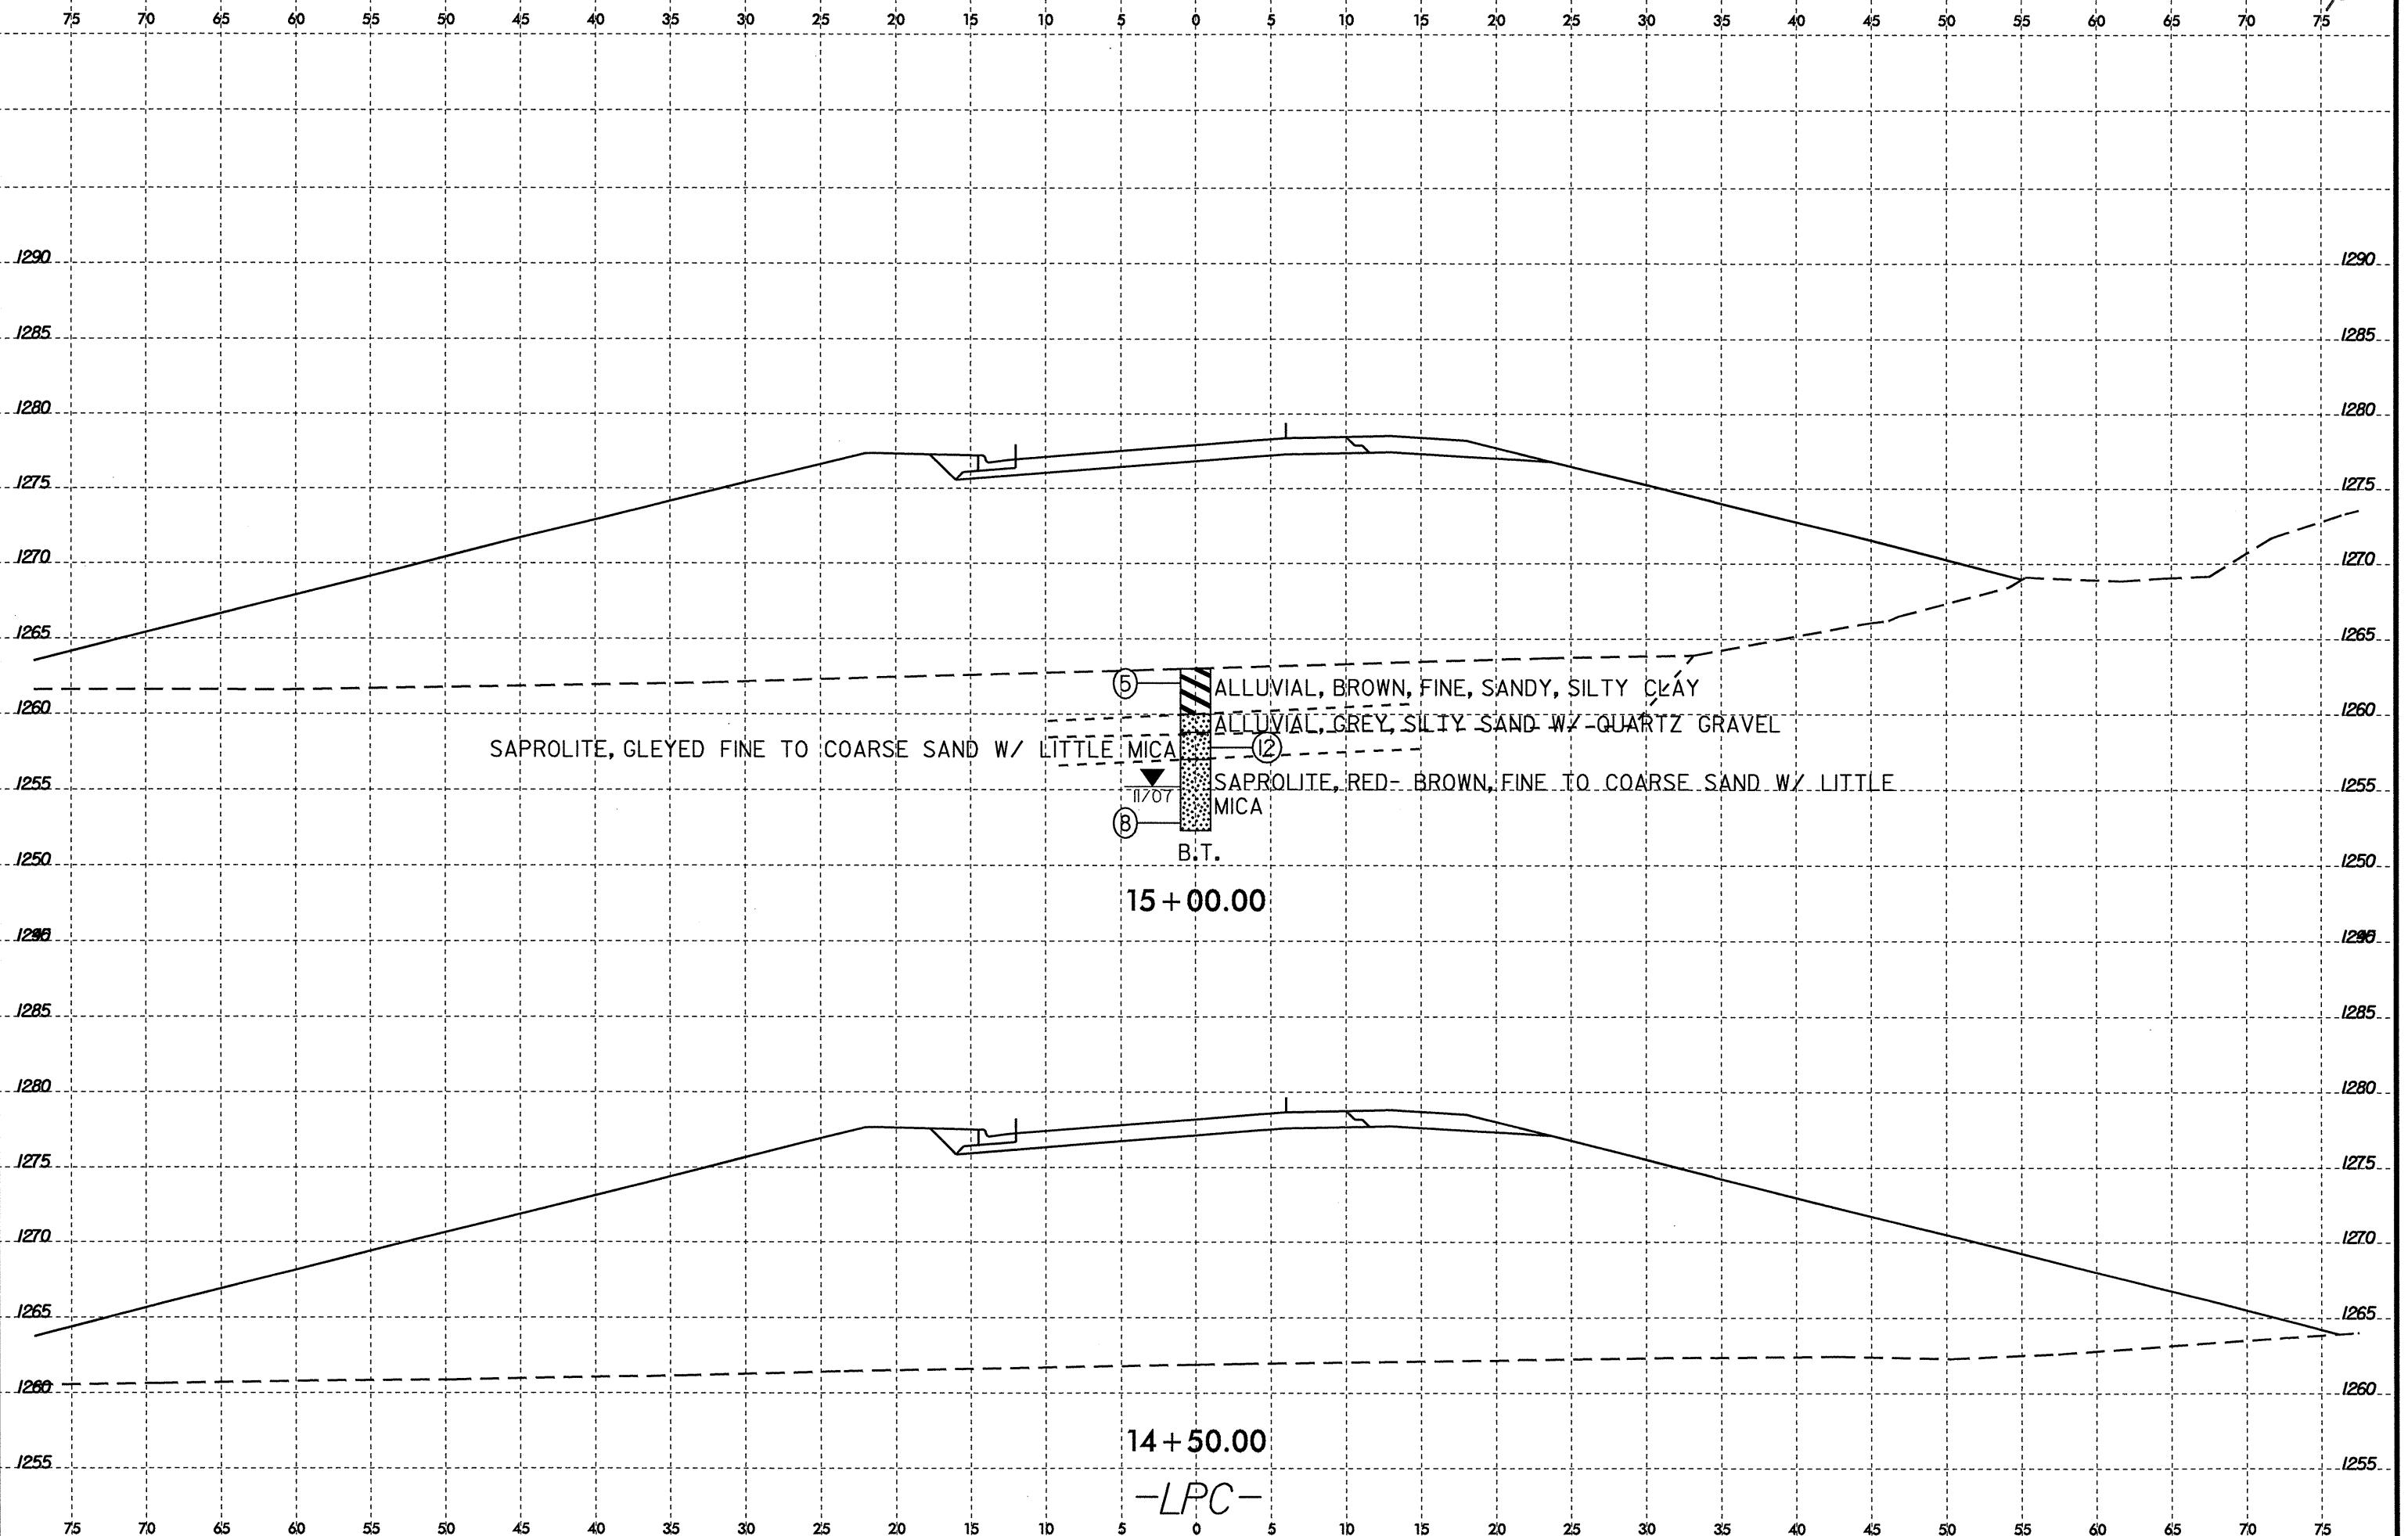 75 70 65 60 55 50 45 40 35 30 25 20 15 10 5 0 5 10 15 20 25 30 35 40 45 50 55 60 65 70 75
1290 1290
1285 1285
1280 1280
1275 1275
1270 1270
1265 1265
5 ALLUVIAL, BROWN, FINE, SANDY, SILTY CLAY
1260 1260
ALLUVIAL, GREY, SILTY SAND W/ QUARTZ GRAVEL
SAPROLITE, GLEYED FINE TO COARSE SAND W/ LITTLE MICA 12
1255 SAPROLITE, RED- BROWN, FINE TO COARSE SAND W/ LITTLE 1255
11/07 MICA
8
1250 B.T. 1250
15+00.00
1285 1285
1280 1280
1275 1275
1270 1270
1265 1265
1260 1260
14+50.00
1255 1255
-LPC-
75 70 65 60 55 50 45 40 35 30 25 20 15 10 5 0 5 10 15 20 25 30 35 40 45 50 55 60 65 70 75